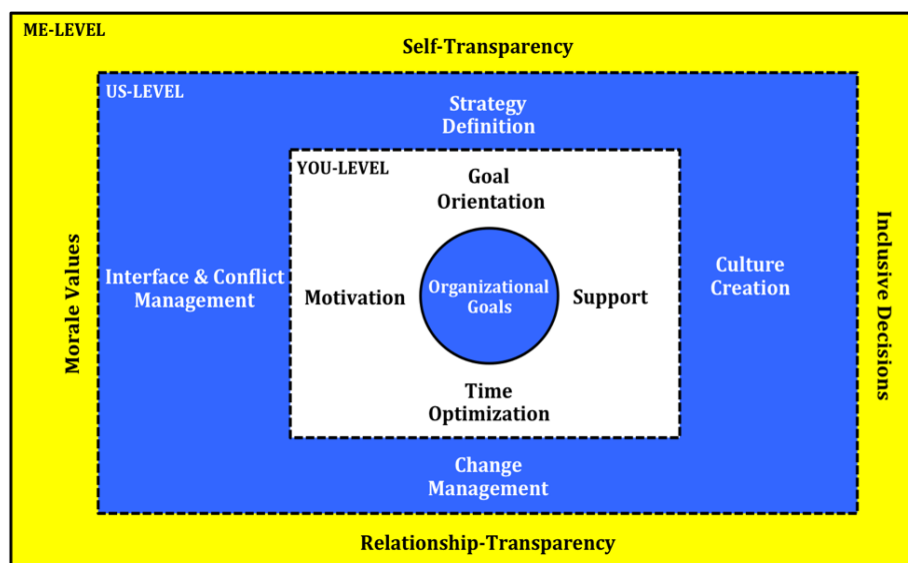 ME-LEVEL
Self-Transparency
US-LEVEL
Strategy
Definition
YOU-LEVEL
Goal
Orientation
Morale Values
Interface & Conflict
Management
Motivation
Organizational
Goals
Support
Culture
Creation
Inclusive Decisions
Time
Optimization
Change
Management
Relationship-Transparency